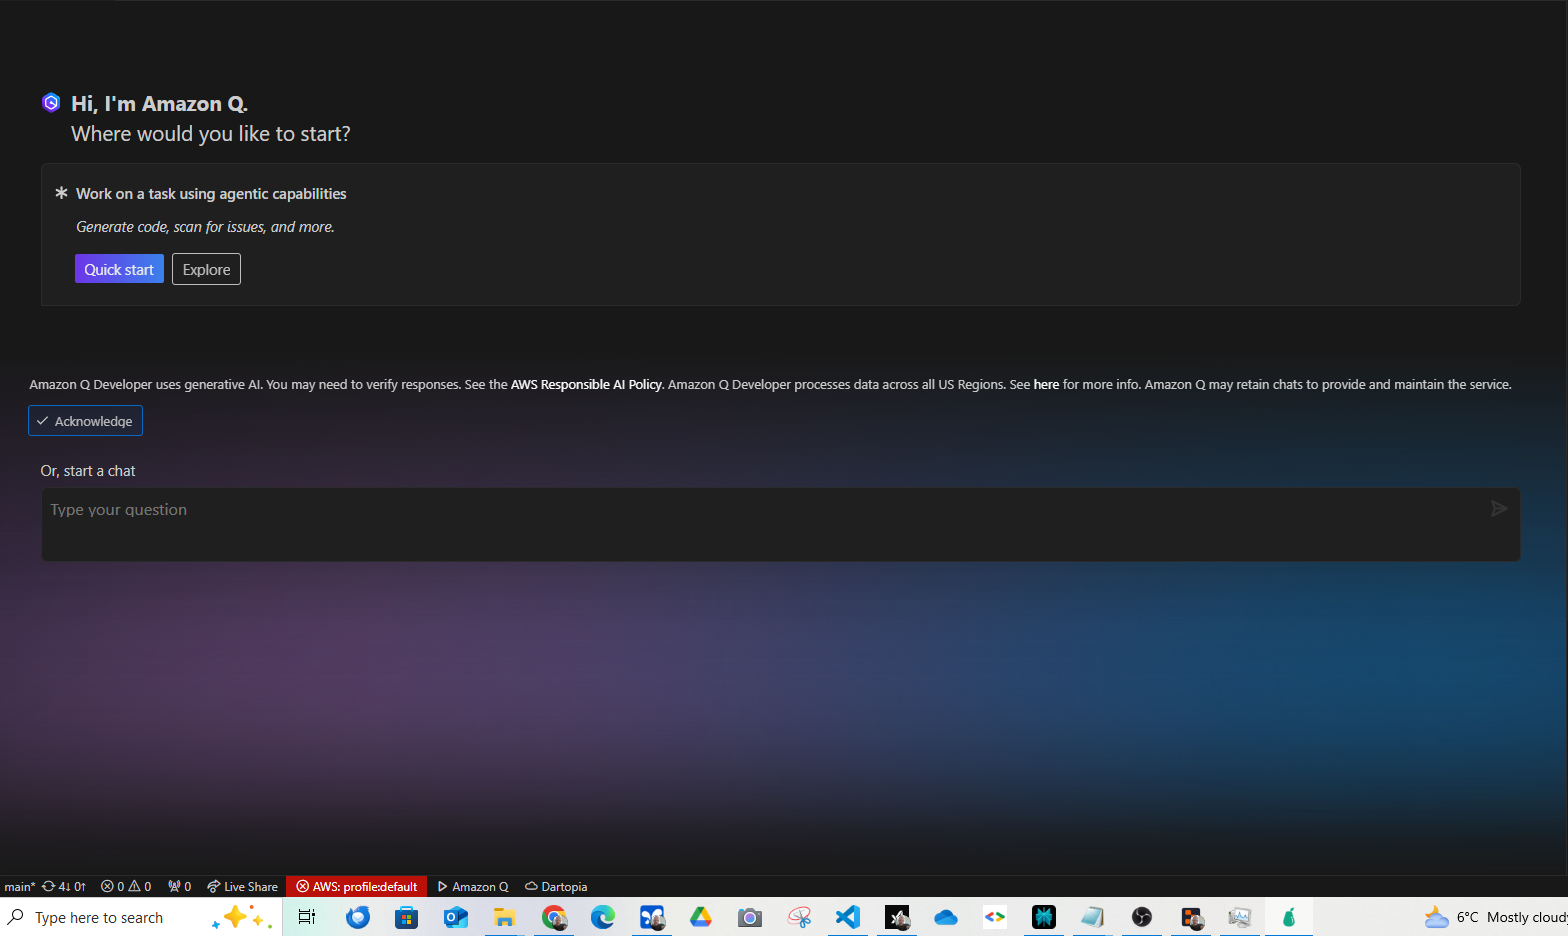 Hi, I'm Amazon Q.
Where would you like to start?
Work on a task using agentic capabilities
Generate code, scan for issues, and more.
Quick start Explore
Amazon Q Developer uses generative AI. You may need to verify responses. See the AWS Responsible AI Policy. Amazon Q Developer processes data across all US Regions. See here for more info. Amazon Q may retain chats to provide and maintain the service.
Acknowledge
Or, start a chat
Type your question
main* 4↓ 0↑ 0 0 0 Live Share AWS: profile:default Amazon Q Dartopia
Type here to search 6°C Mostly cloud